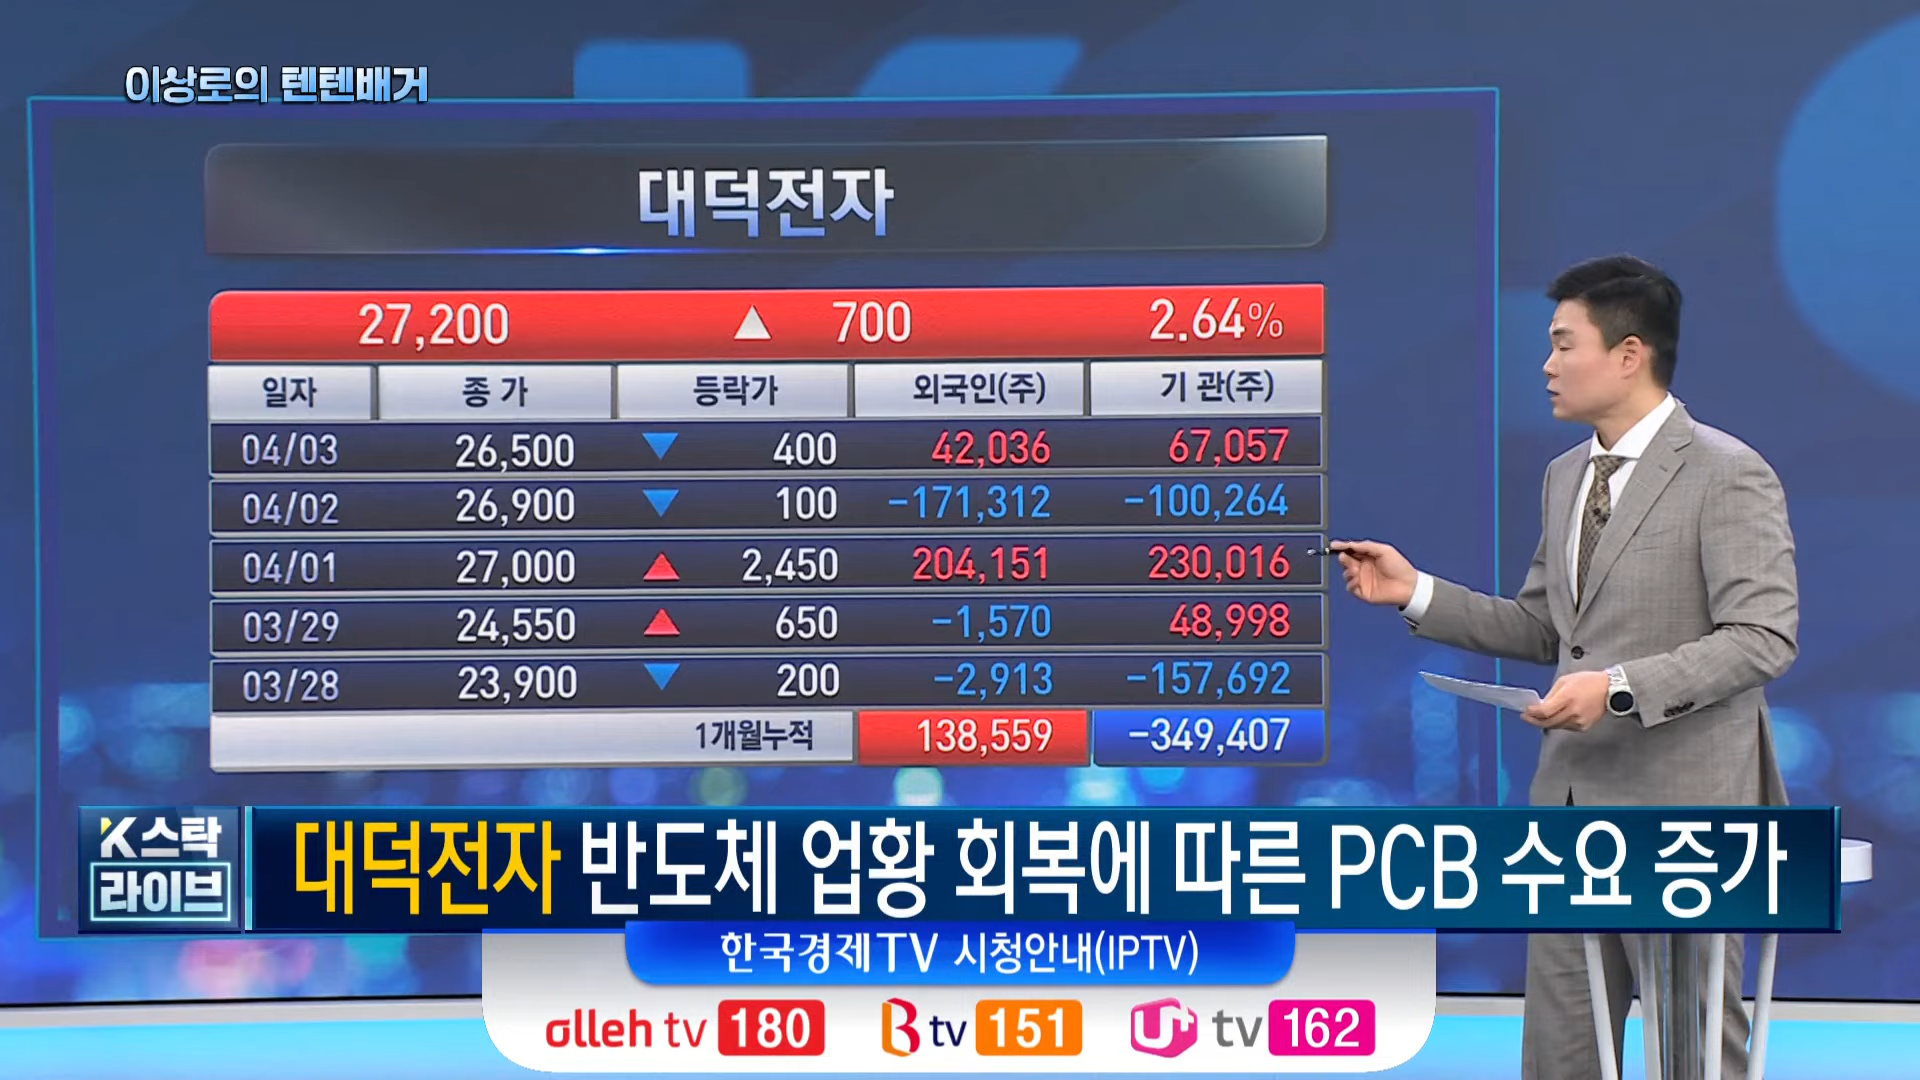 이상로의 텐텐배거
대덕전자
27,200 ▲ 700 2.64%
일자 종 가 등락가 외국인(주) 기 관(주)
04/03 26,500 ▼ 400 42,036 67,057
04/02 26,900 ▼ 100 -171,312 -100,264
04/01 27,000 ▲ 2,450 204,151 230,016
03/29 24,550 ▲ 650 -1,570 48,998
03/28 23,900 ▼ 200 -2,913 -157,692
1개월누적 138,559 -349,407
K스탁
라이브
대덕전자 반도체 업황 회복에 따른 PCB 수요 증가
한국경제TV 시청안내(IPTV)
olleh tv 180 B tv 151 U+ tv 162